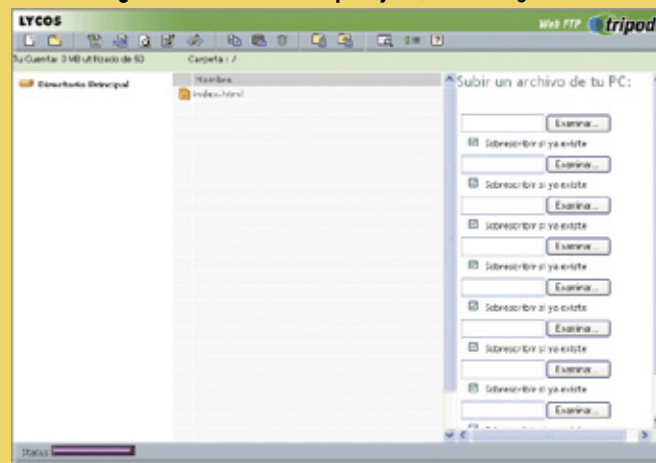 LYCOS
Web FTP tripod
Tu Cuenta: 0 MB utilizado de 50
Carpeta: /
Directorio Principal
Nombre
index.html
Subir un archivo de tu PC:
Examinar...
Sobrescribir si ya existe
Examinar...
Sobrescribir si ya existe
Examinar...
Sobrescribir si ya existe
Examinar...
Sobrescribir si ya existe
Examinar...
Sobrescribir si ya existe
Examinar...
Sobrescribir si ya existe
Examinar...
Sobrescribir si ya existe
Examinar...
Status